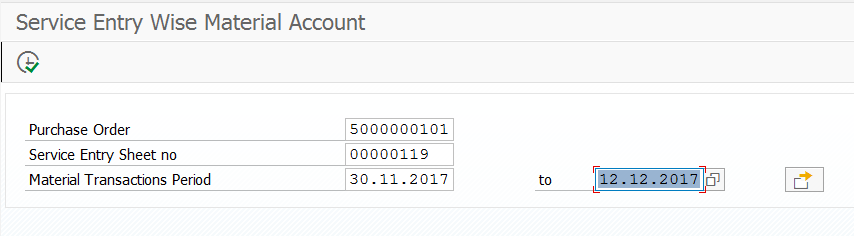 Service Entry Wise Material Account
Purchase Order 5000000101
Service Entry Sheet no 00000119
Material Transactions Period 30.11.2017 to 12.12.2017